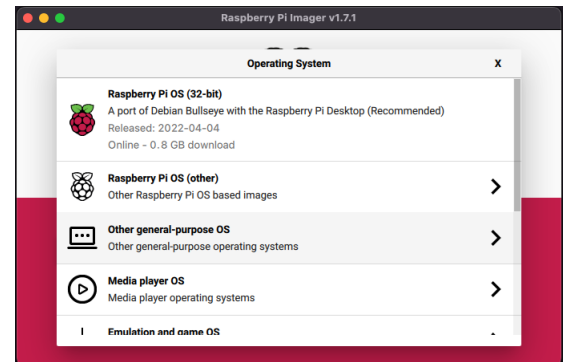 Raspberry Pi Imager v1.7.1
Operating System
X
Raspberry Pi OS (32-bit)
A port of Debian Bullseye with the Raspberry Pi Desktop (Recommended)
Released: 2022-04-04
Online - 0.8 GB download
Raspberry Pi OS (other)
Other Raspberry Pi OS based images
Other general-purpose OS
Other general-purpose operating systems
Media player OS
Media player operating systems
Emulation and game OS